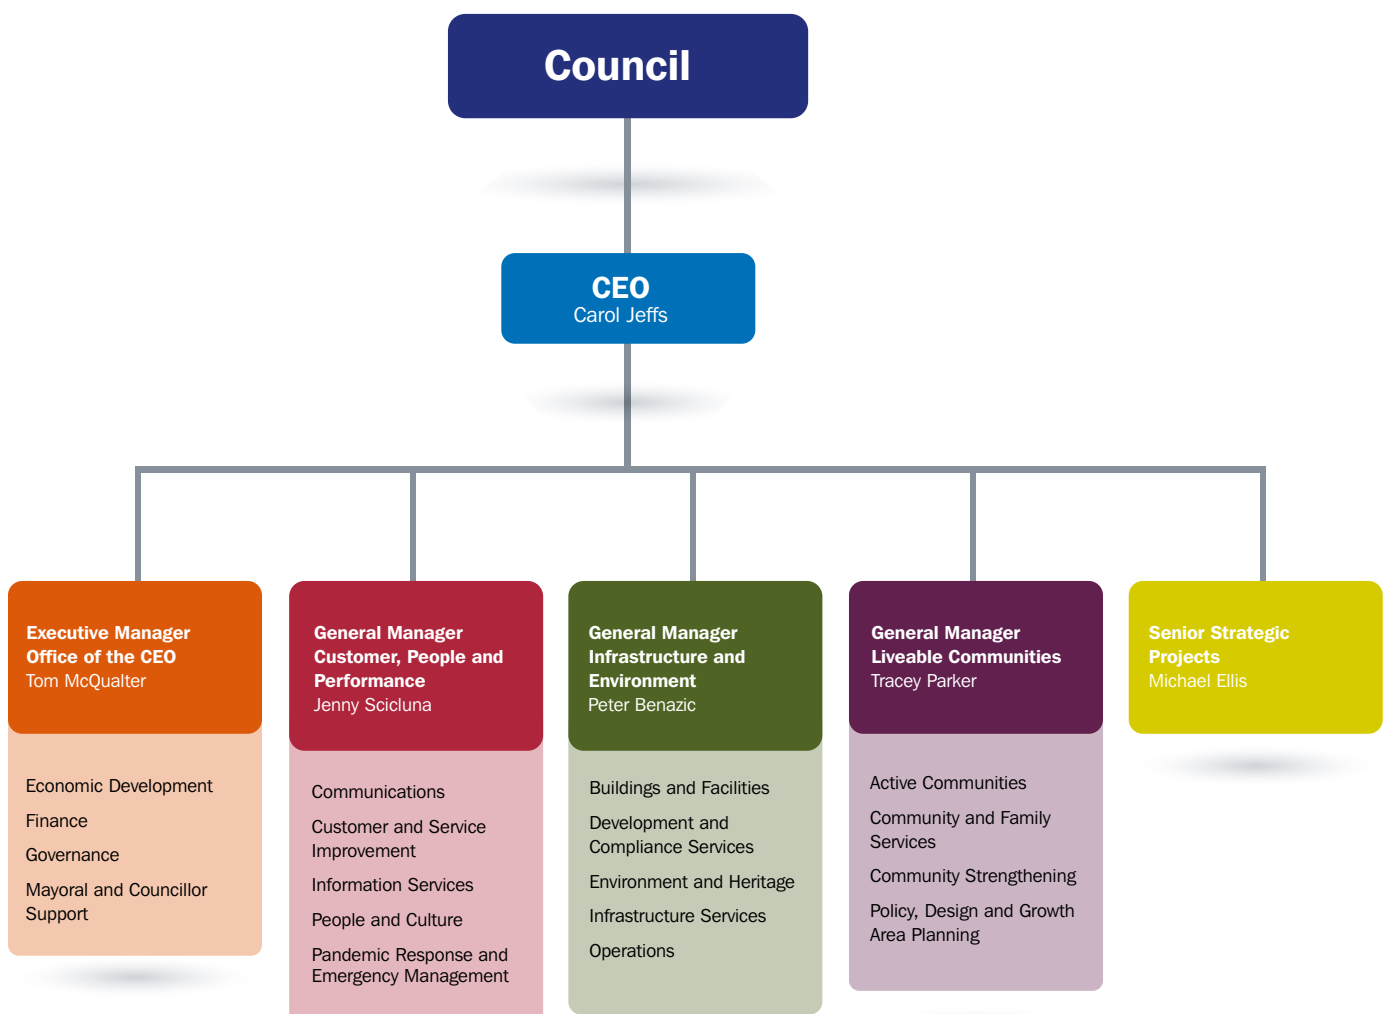 Council
CEO
Carol Jeffs
Executive Manager
Office of the CEO
Tom McQualter
Economic Development
Finance
Governance
Mayoral and Councillor
Support
General Manager
Customer, People and
Performance
Jenny Scicluna
Communications
Customer and Service
Improvement
Information Services
People and Culture
Pandemic Response and
Emergency Management
General Manager
Infrastructure and
Environment
Peter Benazic
Buildings and Facilities
Development and
Compliance Services
Environment and Heritage
Infrastructure Services
Operations
General Manager
Liveable Communities
Tracey Parker
Active Communities
Community and Family
Services
Community Strengthening
Policy, Design and Growth
Area Planning
Senior Strategic
Projects
Michael Ellis